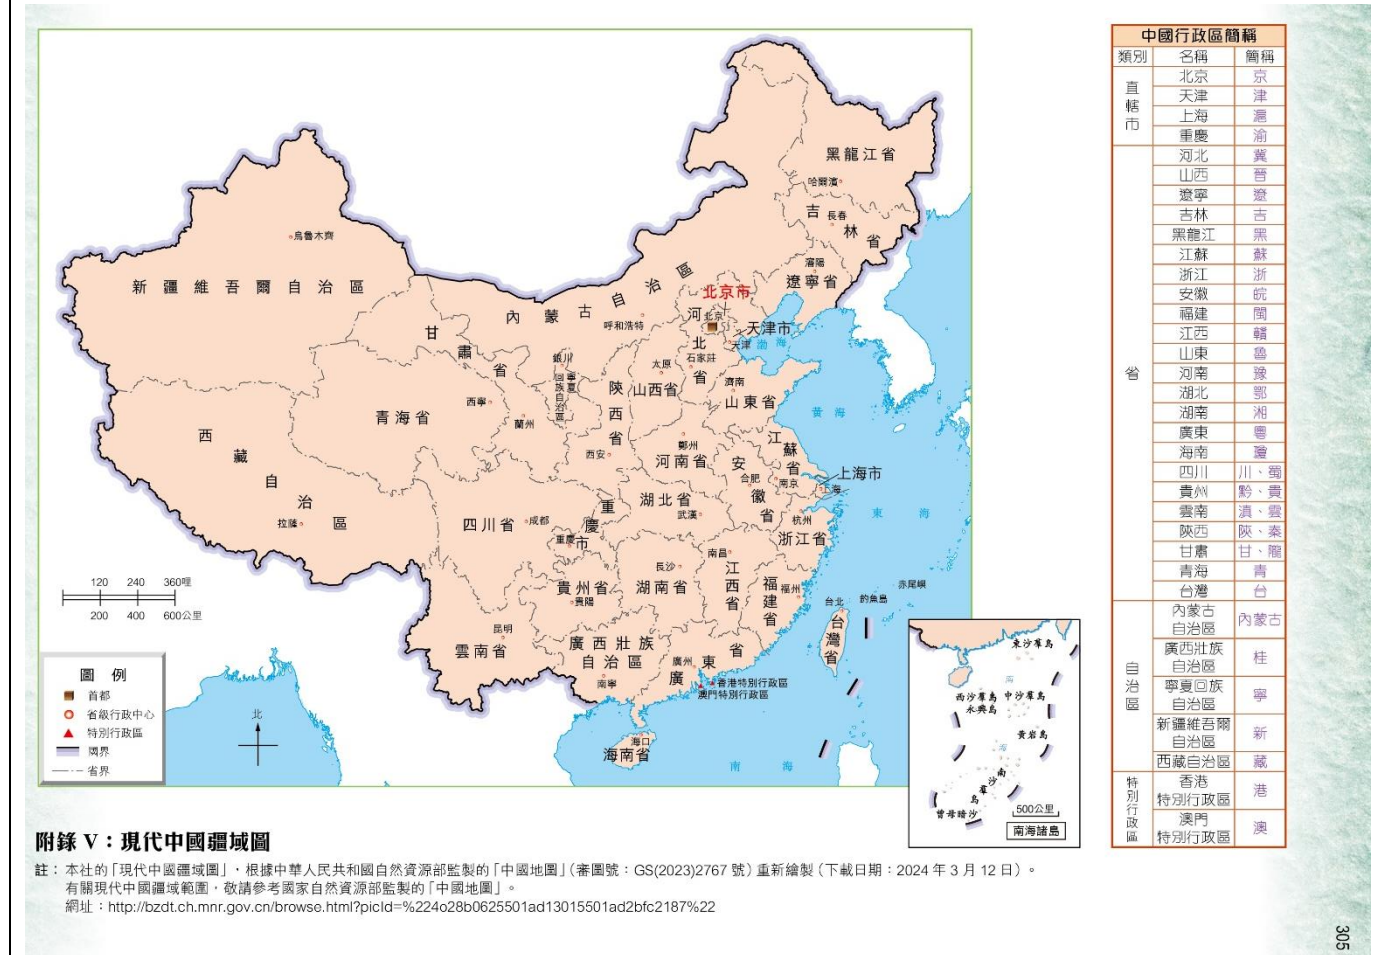 黑龍江省
哈爾濱
吉林省
長春
瀋陽
遼寧省
烏魯木齊
新疆維吾爾自治區
內蒙古自治區
呼和浩特
北京市
北京
河北省
天津市
天津
渤海
石家莊
甘肅省
銀川
寧夏
回族自治區
陝西省
太原
山西省
濟南
山東省
黃海
青海省
西寧
蘭州
西安
鄭州
河南省
江蘇省
安徽省
合肥
南京
上海市
上海
西藏自治區
拉薩
四川省
成都
重慶市
重慶
湖北省
武漢
杭州
浙江省
東海
南昌
江西省
長沙
湖南省
貴州省
貴陽
福建省
福州
赤尾嶼
釣魚島
台北
台灣省
昆明
雲南省
廣西壯族
自治區
南寧
廣東省
廣州
香港特別行政區
澳門特別行政區
海口
海南省
南海
120 240 360哩
200 400 600公里
圖例
首都
省級行政中心
特別行政區
國界
省界
北
東沙羣島
海
西沙羣島 中沙羣島
永興島
黃岩島
海
南沙羣島
曾母暗沙
500公里
南海諸島
附錄 V：現代中國疆域圖
註：本社的「現代中國疆域圖」，根據中華人民共和國自然資源部監製的「中國地圖」（審圖號：GS(2023)2767 號）重新繪製（下載日期：2024 年 3 月 12 日）。
有關現代中國疆域範圍，敬請參考國家自然資源部監製的「中國地圖」。
網址：http://bzdt.ch.mnr.gov.cn/browse.html?picId=%224o28b0625501ad13015501ad2bfc2187%22
中國行政區簡稱
類別 名稱 簡稱
直轄市
北京 京
天津 津
上海 滬
重慶 渝
省
河北 冀
山西 晉
遼寧 遼
吉林 吉
黑龍江 黑
江蘇 蘇
浙江 浙
安徽 皖
福建 閩
江西 贛
山東 魯
河南 豫
湖北 鄂
湖南 湘
廣東 粵
海南 瓊
四川 川、蜀
貴州 黔、貴
雲南 滇、雲
陝西 陝、秦
甘肅 甘、隴
青海 青
台灣 台
自治區
內蒙古
自治區 內蒙古
廣西壯族
自治區 桂
寧夏回族
自治區 寧
新疆維吾爾
自治區 新
西藏自治區 藏
特別行政區
香港
特別行政區 港
澳門
特別行政區 澳
305